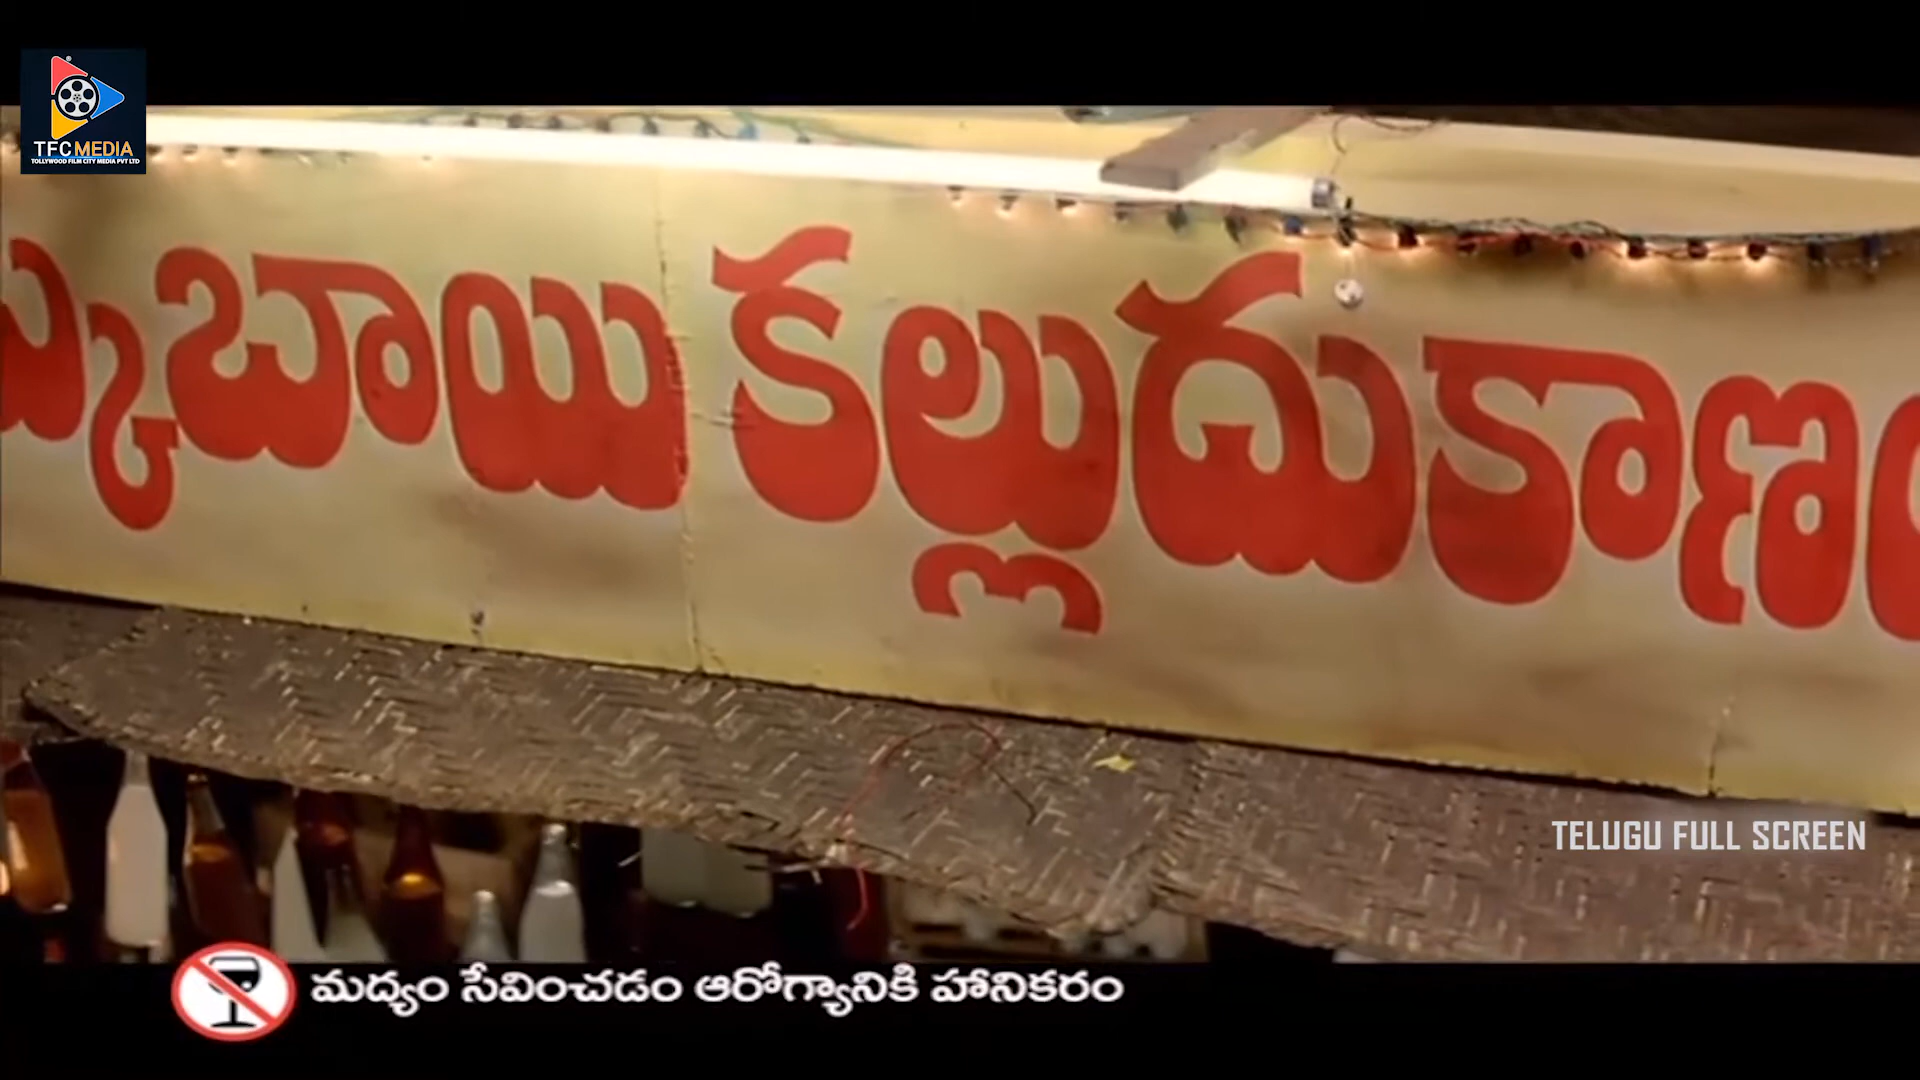 TFC MEDIA
TOLLYWOOD FILM CITY MEDIA PVT LTD
క్కుబాయి కల్లుదుకాణం
TELUGU FULL SCREEN
మద్యం సేవించడం ఆరోగ్యానికి హానికరం